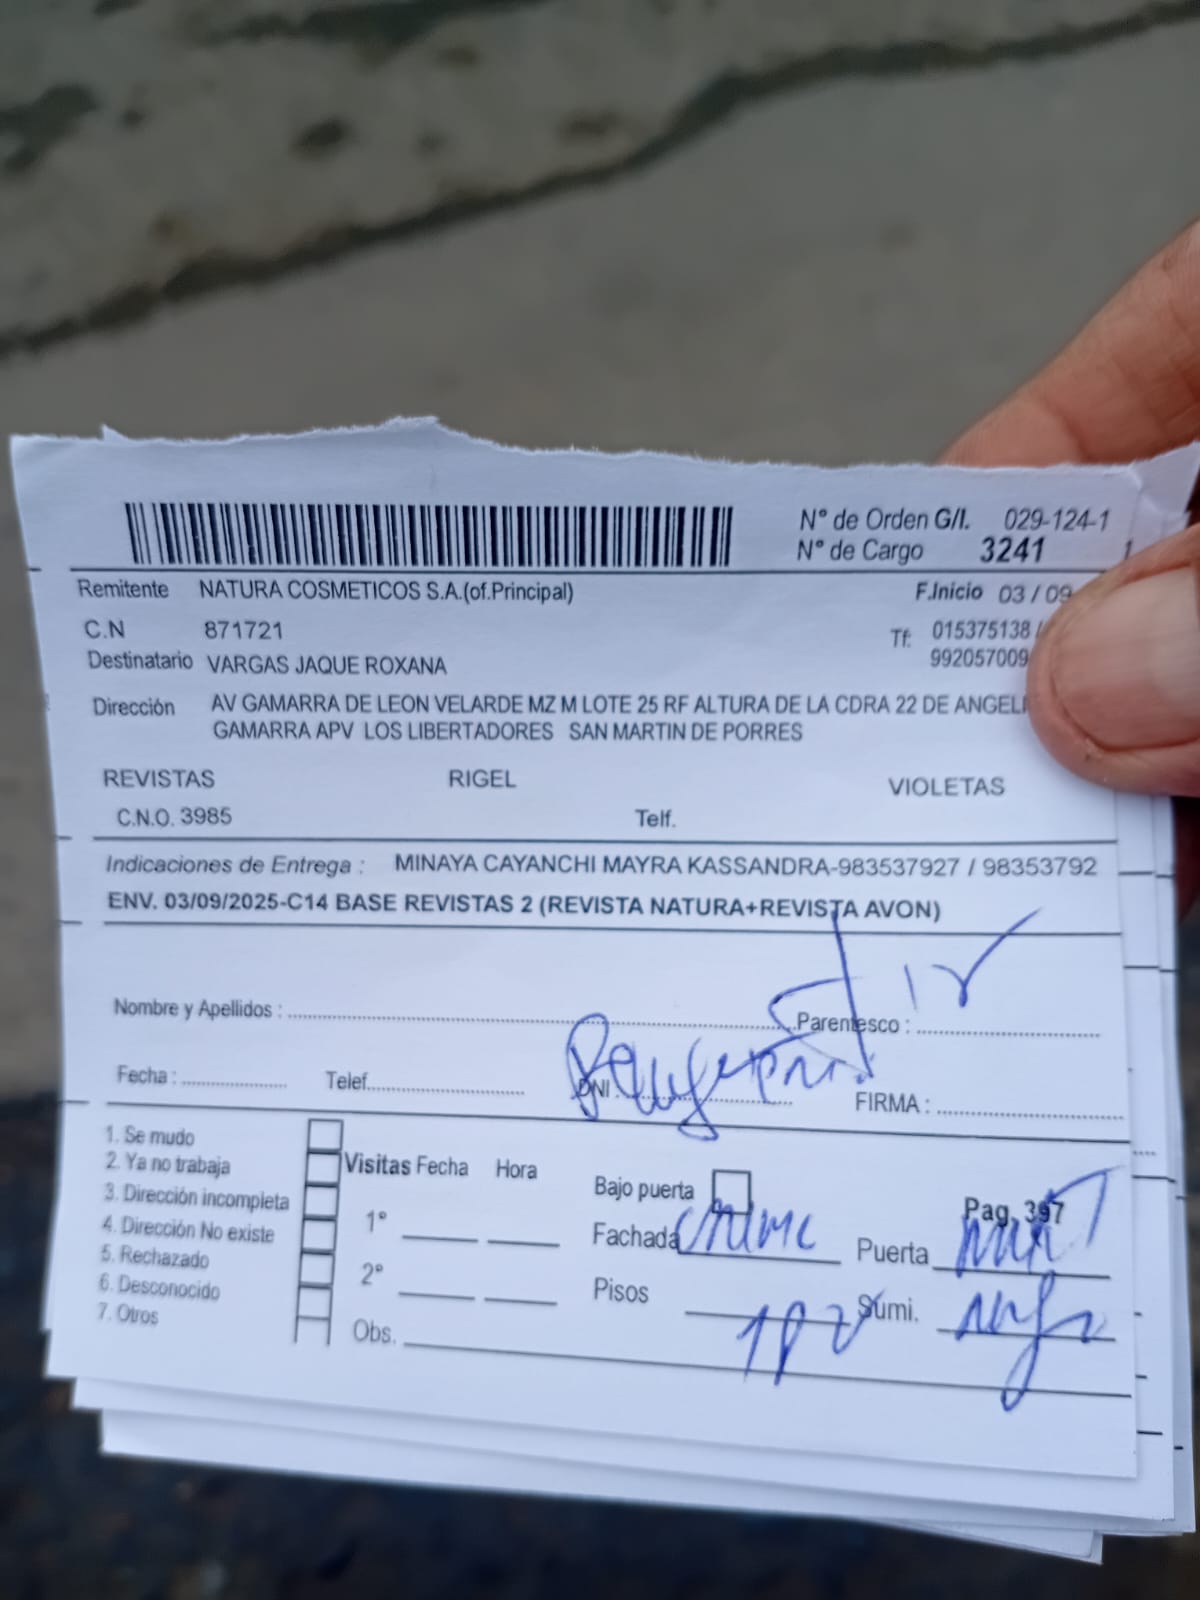 N° de Orden G/I. 029-124-1
N° de Cargo 3241 1
Remitente NATURA COSMETICOS S.A.(of.Principal) F.Inicio 03 / 09
C.N 871721 Tf: 015375138 /
992057009
Destinatario VARGAS JAQUE ROXANA
Dirección AV GAMARRA DE LEON VELARDE MZ M LOTE 25 RF ALTURA DE LA CDRA 22 DE ANGELI
GAMARRA APV LOS LIBERTADORES SAN MARTIN DE PORRES
REVISTAS RIGEL VIOLETAS
C.N.O. 3985 Telf.
Indicaciones de Entrega : MINAYA CAYANCHI MAYRA KASSANDRA-983537927 / 98353792
ENV. 03/09/2025-C14 BASE REVISTAS 2 (REVISTA NATURA+REVISTA AVON)
Nombre y Apellidos : Parentesco :
Fecha : Telef. DNI : FIRMA :
1. Se mudo
2. Ya no trabaja
3. Dirección incompleta
4. Dirección No existe
5. Rechazado
6. Desconocido
7. Otros
Visitas Fecha Hora
1°
2°
Obs.
Bajo puerta Pag. 397
Fachada Puerta
Pisos 1P Sumi.